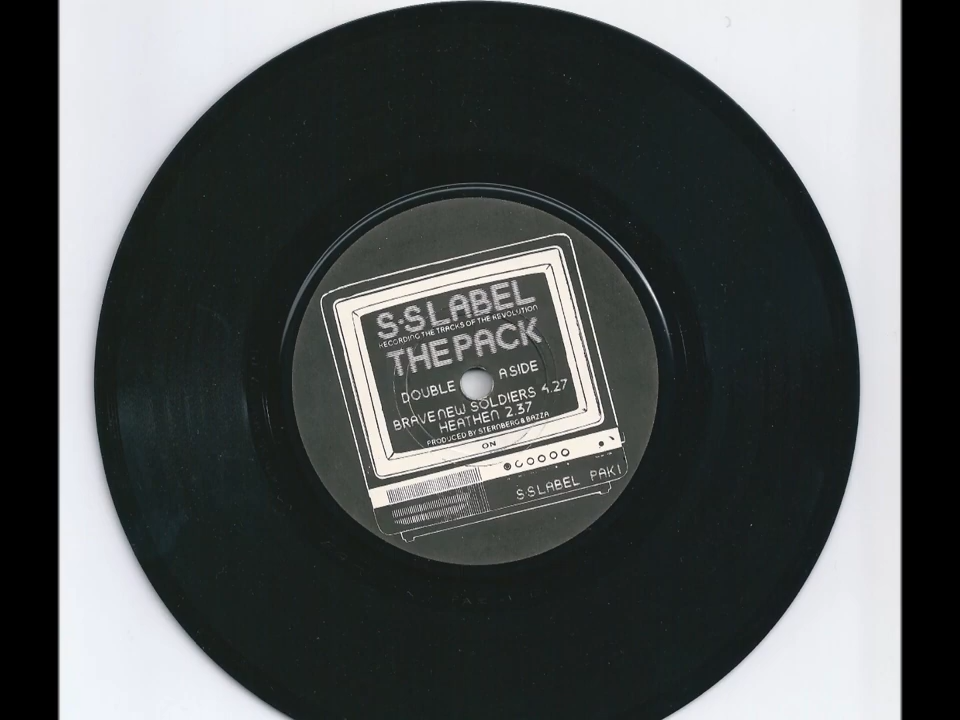 S·S LABEL
RECORDING THE TRACKS OF THE REVOLUTION
THE PACK
DOUBLE A SIDE
BRAVE NEW SOLDIERS 4.27
HEATHEN 2.37
PRODUCED BY STERNBERG & BAZZA
ON
SSLABEL PAK1